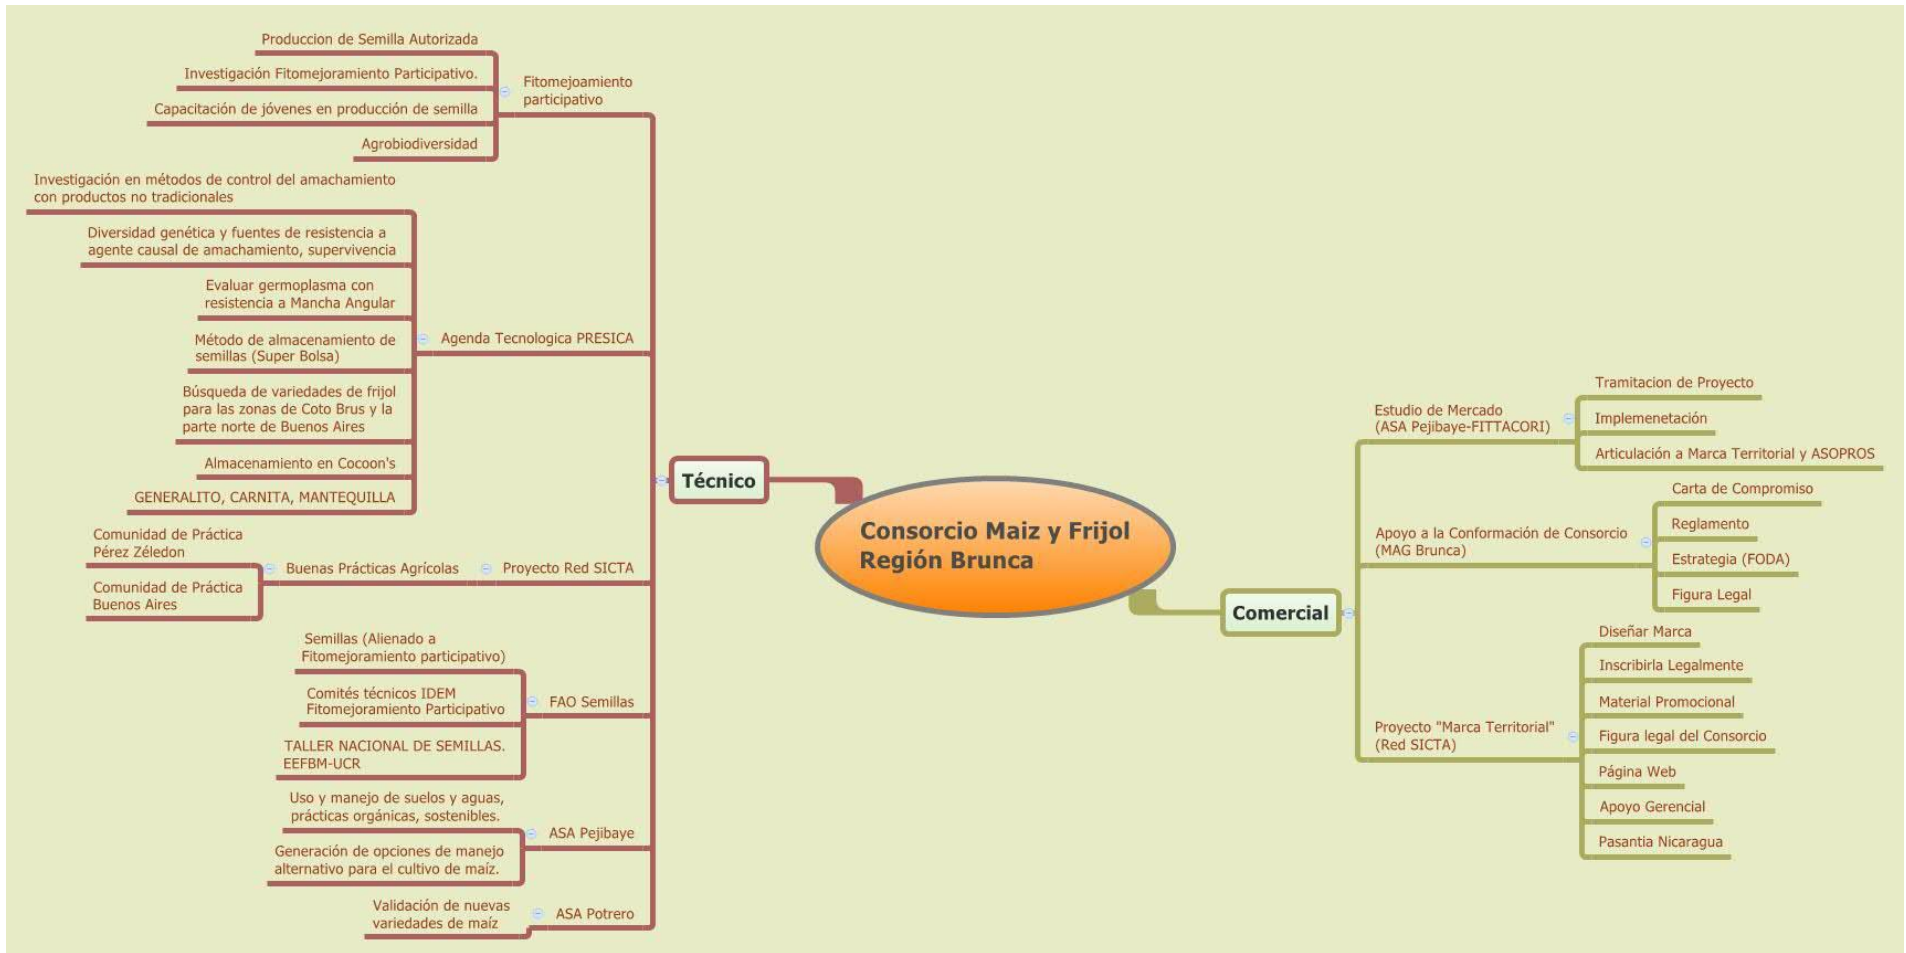 Produccion de Semilla Autorizada
Investigación Fitomejoramiento Participativo.
Capacitación de jóvenes en producción de semilla
Agrobiodiversidad
Fitomejoamiento
participativo
Investigación en métodos de control del amachamiento
con productos no tradicionales
Diversidad genética y fuentes de resistencia a
agente causal de amachamiento, supervivencia
Evaluar germoplasma con
resistencia a Mancha Angular
Método de almacenamiento de
semillas (Super Bolsa)
Búsqueda de variedades de frijol
para las zonas de Coto Brus y la
parte norte de Buenos Aires
Almacenamiento en Cocoon's
GENERALITO, CARNITA, MANTEQUILLA
Agenda Tecnologica PRESICA
Comunidad de Práctica
Pérez Zéledon
Comunidad de Práctica
Buenos Aires
Buenas Prácticas Agrícolas
Proyecto Red SICTA
Semillas (Alienado a
Fitomejoramiento participativo)
Comités técnicos IDEM
Fitomejoramiento Participativo
TALLER NACIONAL DE SEMILLAS.
EEFBM-UCR
FAO Semillas
Uso y manejo de suelos y aguas,
prácticas orgánicas, sostenibles.
Generación de opciones de manejo
alternativo para el cultivo de maíz.
ASA Pejibaye
Validación de nuevas
variedades de maíz
ASA Potrero
Técnico
Consorcio Maiz y Frijol
Región Brunca
Comercial
Estudio de Mercado
(ASA Pejibaye-FITTACORI)
Tramitacion de Proyecto
Implemenetación
Articulación a Marca Territorial y ASOPROS
Apoyo a la Conformación de Consorcio
(MAG Brunca)
Carta de Compromiso
Reglamento
Estrategia (FODA)
Figura Legal
Proyecto "Marca Territorial"
(Red SICTA)
Diseñar Marca
Inscribirla Legalmente
Material Promocional
Figura legal del Consorcio
Página Web
Apoyo Gerencial
Pasantia Nicaragua